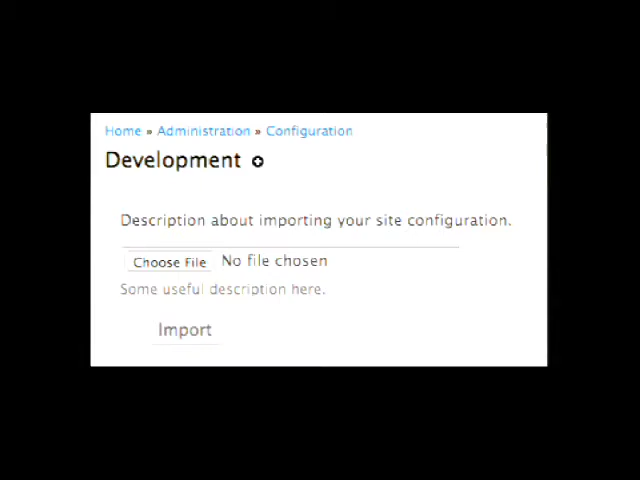 Home » Administration » Configuration
Development
Description about importing your site configuration.
Choose File No file chosen
Some useful description here.
Import